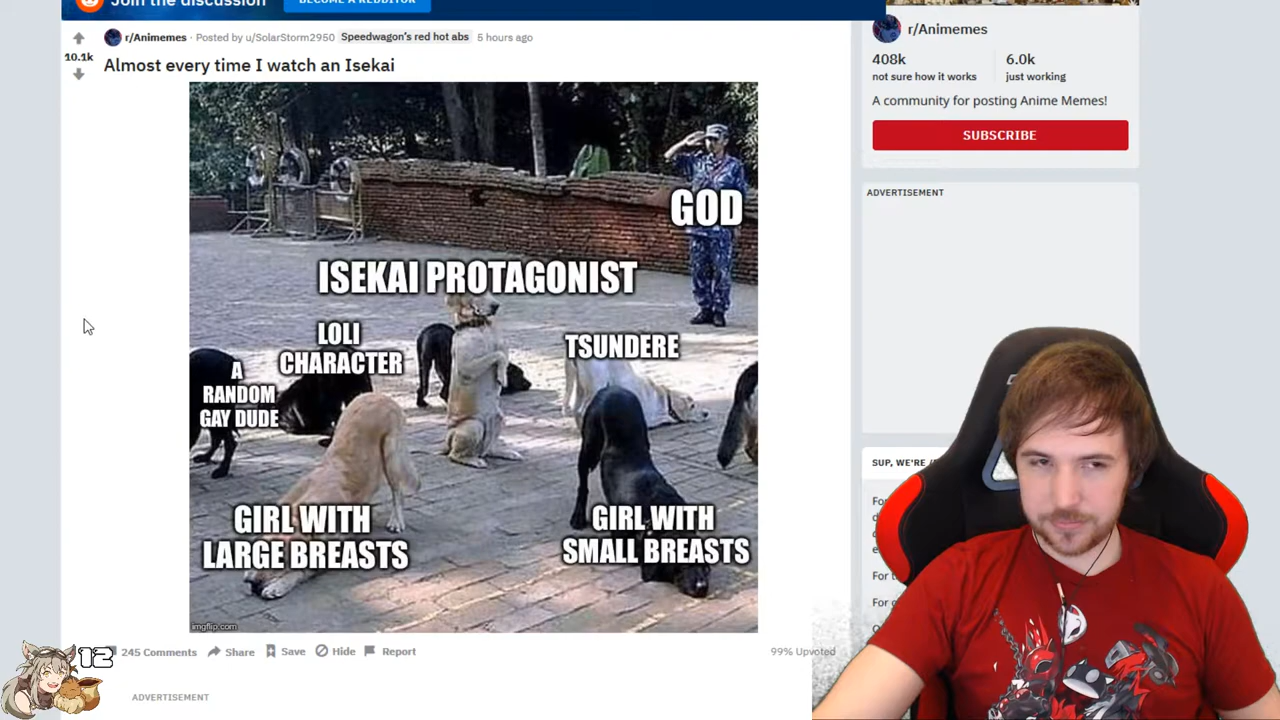 Join the discussion
BECOME A REDDITOR
r/Animemes · Posted by u/SolarStorm2950 Speedwagon's red hot abs 5 hours ago
10.1k
Almost every time I watch an Isekai
GOD
ISEKAI PROTAGONIST
LOLI
CHARACTER
TSUNDERE
A
RANDOM
GAY DUDE
GIRL WITH
LARGE BREASTS
GIRL WITH
SMALL BREASTS
imgflip.com
245 Comments Share Save Hide Report
99% Upvoted
ADVERTISEMENT
12
r/Animemes
408k
6.0k
not sure how it works
just working
A community for posting Anime Memes!
SUBSCRIBE
ADVERTISEMENT
SUP, WE'RE
For